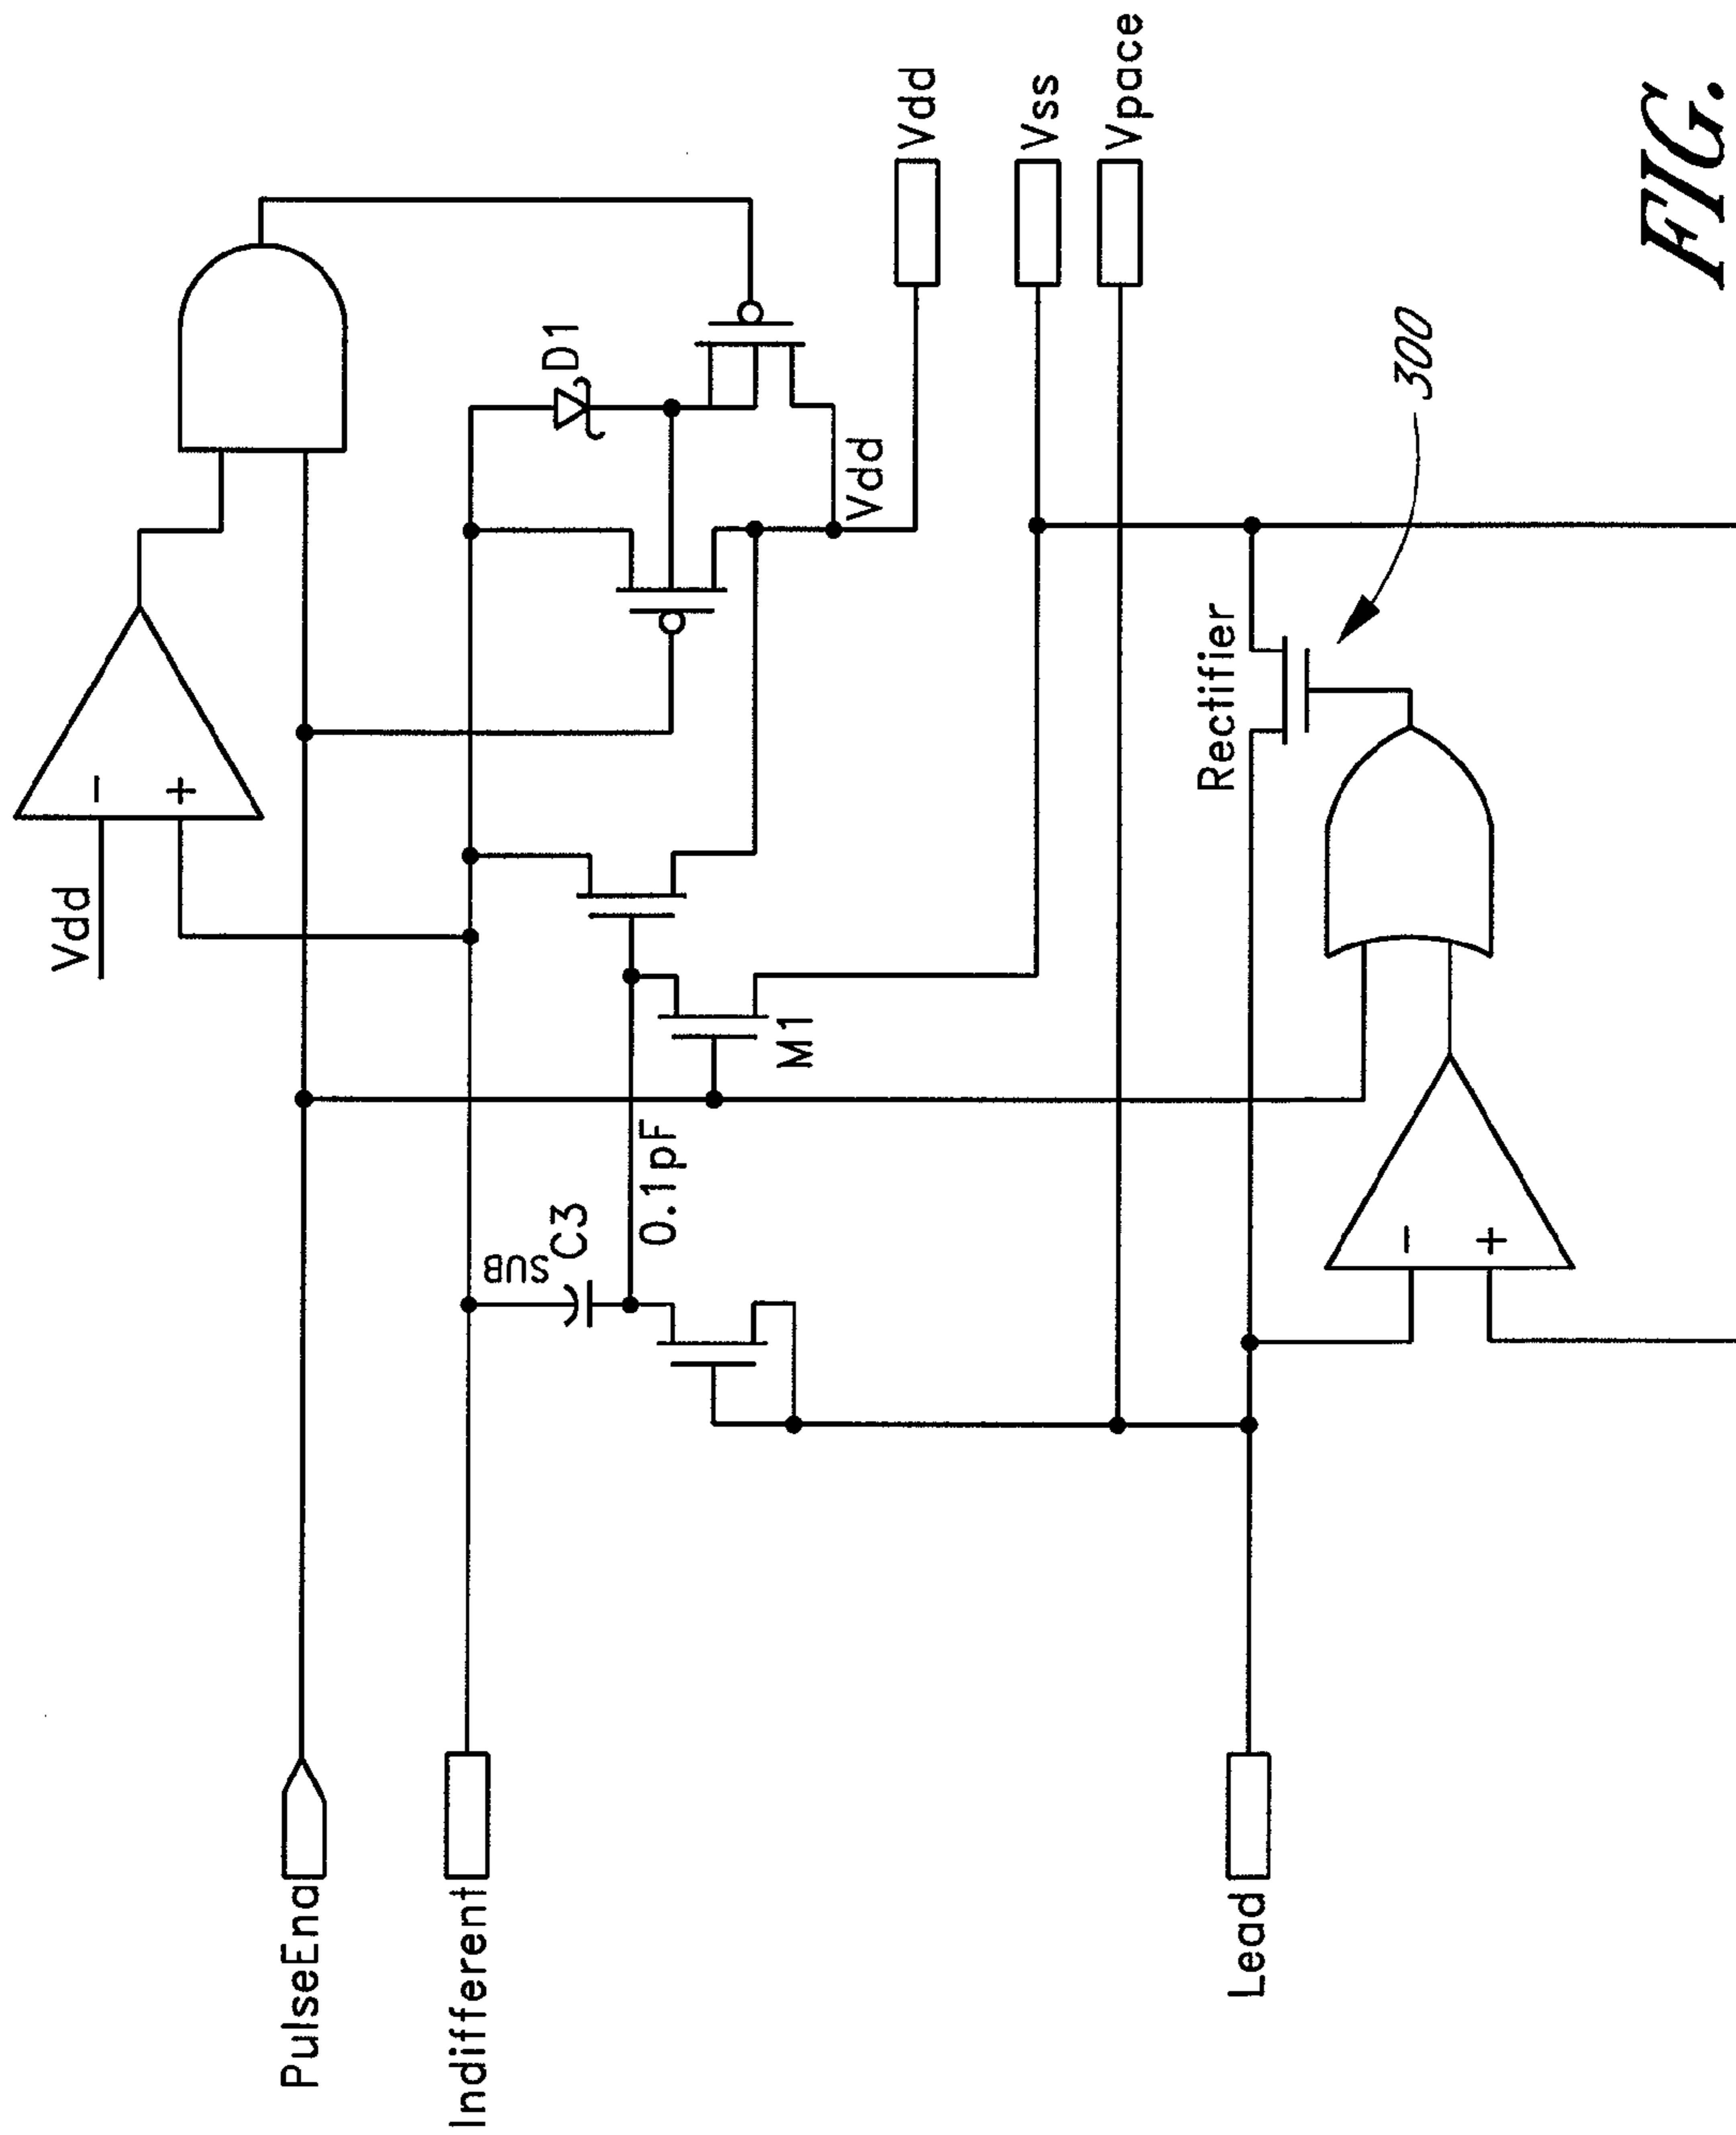 PulseEna
Indifferent
Lead
Vdd
-
+
SUB
C3
0.1pF
M1
D1
Vdd
Vdd
Vss
Vpace
Rectifier
-
+
300
FIG.